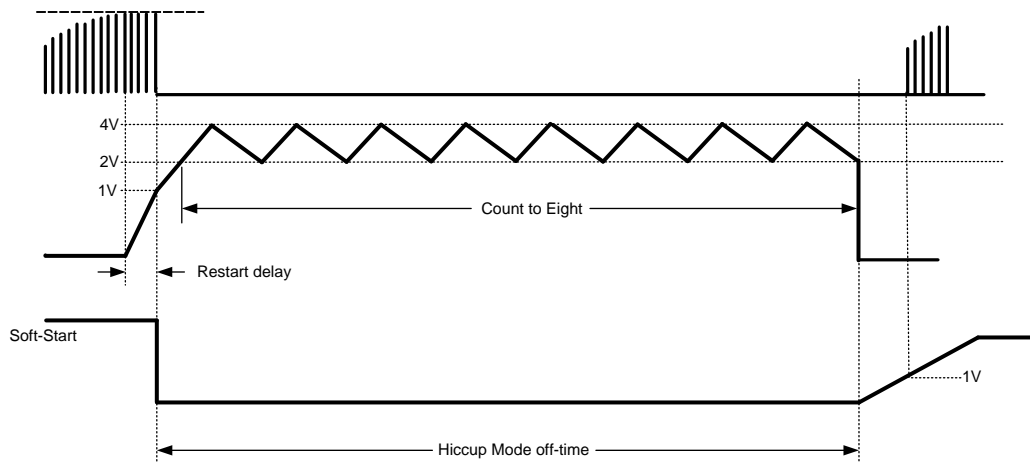 4V
2V
1V
Count to Eight
Restart delay
Soft-Start
1V
Hiccup Mode off-time